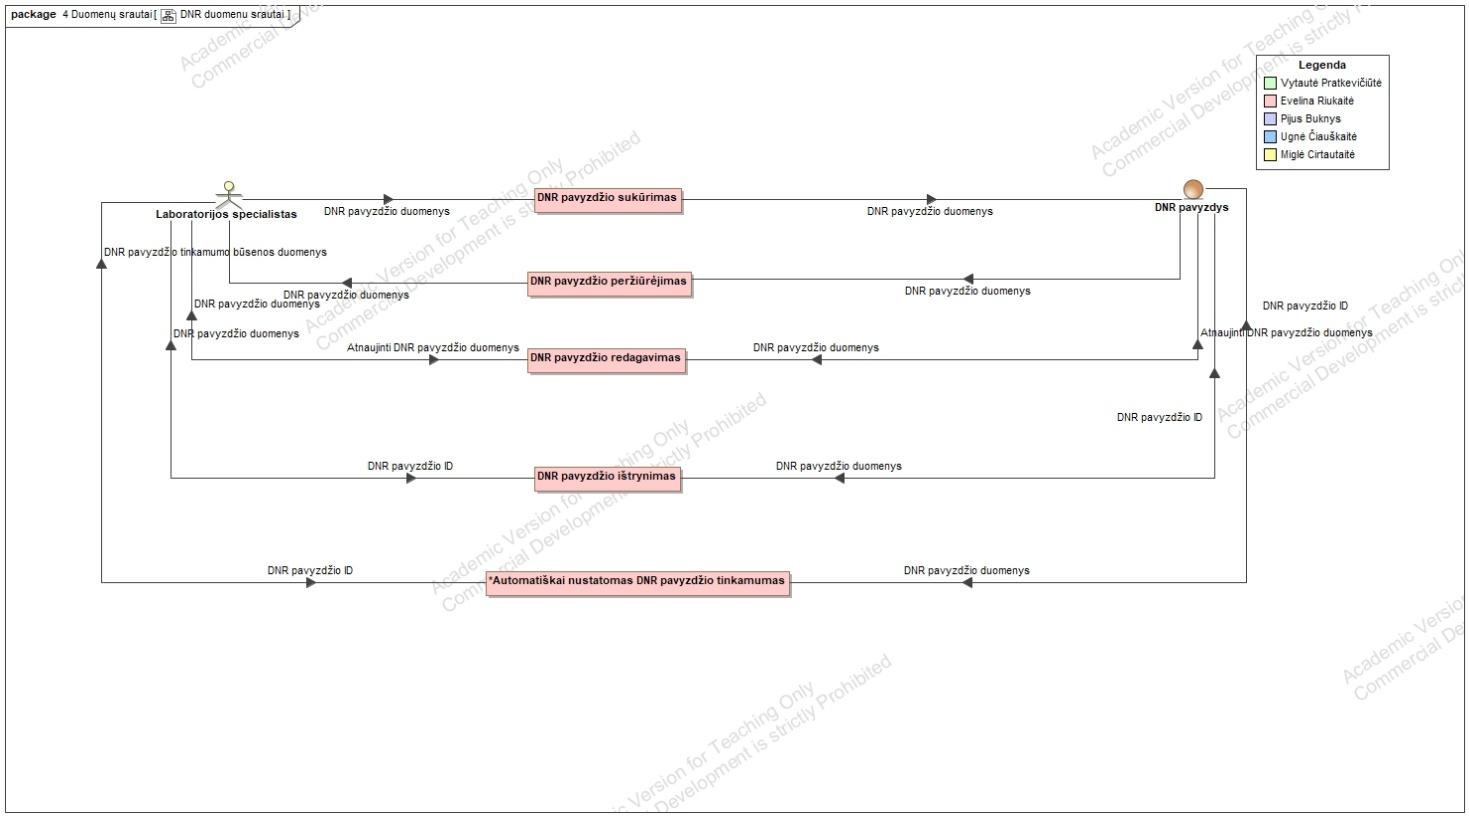 package 4 Duomenų srautai[ DNR duomenu srautai ]
Academic Version for Teaching Only
Commercial Development is strictly Prohibited
Legenda
Vytautė Pratkevičiūtė
Evelina Riukaitė
Pijus Buknys
Ugnė Čiauškaitė
Miglė Cirtautaitė
Laboratorijos specialistas
DNR pavyzdžio duomenys
DNR pavyzdžio sukūrimas
DNR pavyzdžio duomenys
DNR pavyzdys
DNR pavyzdžio tinkamumo būsenos duomenys
DNR pavyzdžio peržiūrėjimas
DNR pavyzdžio duomenys
DNR pavyzdžio duomenys
DNR pavyzdžio duomenys
DNR pavyzdžio ID
DNR pavyzdžio duomenys
Atnaujinti DNR pavyzdžio duomenys
Atnaujinti DNR pavyzdžio duomenys
DNR pavyzdžio redagavimas
DNR pavyzdžio duomenys
DNR pavyzdžio ID
DNR pavyzdžio ID
DNR pavyzdžio ištrynimas
DNR pavyzdžio duomenys
DNR pavyzdžio ID
*Automatiškai nustatomas DNR pavyzdžio tinkamumas
DNR pavyzdžio duomenys